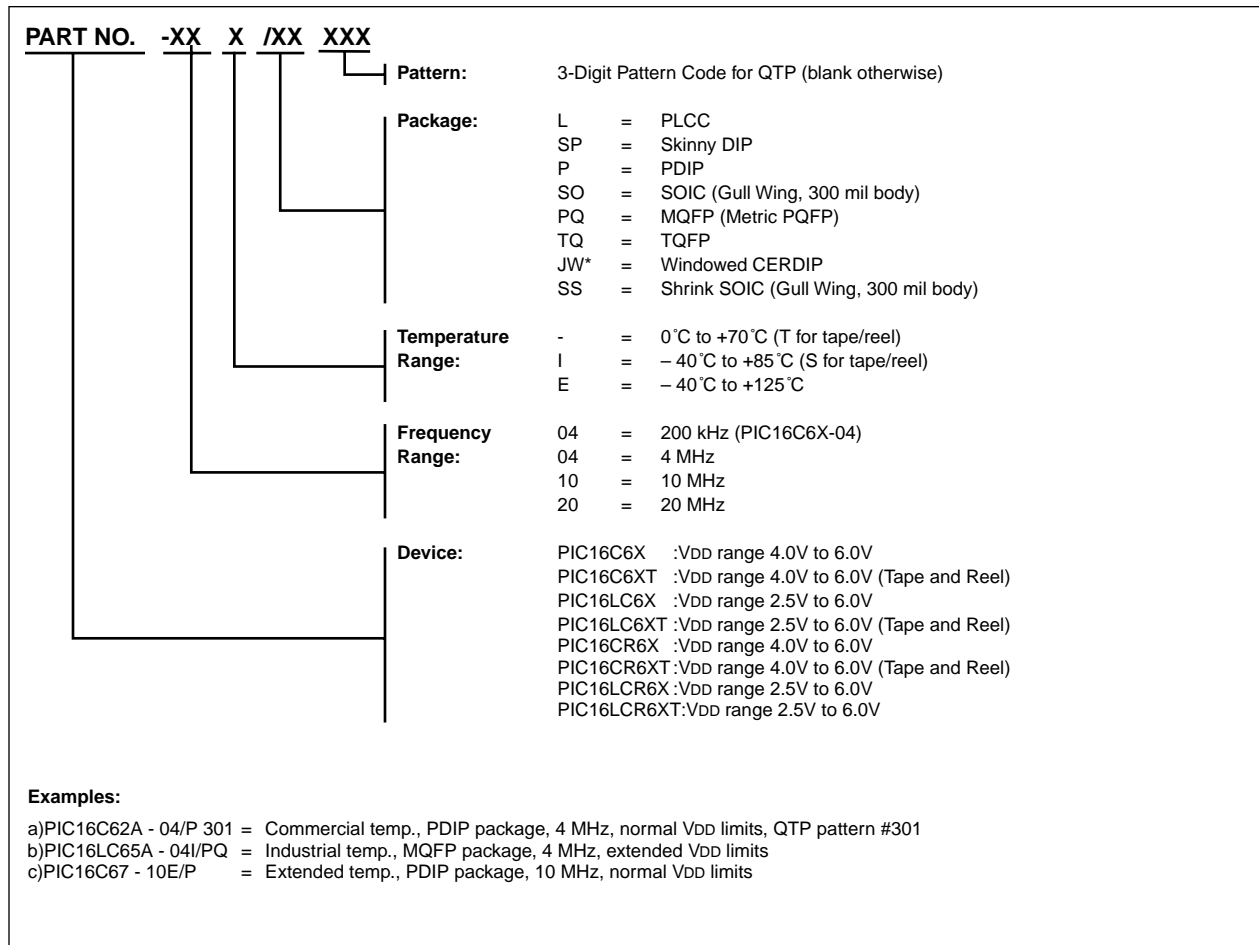 PART NO. -XX X /XX XXX
Pattern: 3-Digit Pattern Code for QTP (blank otherwise)
Package: L = PLCC
SP = Skinny DIP
P = PDIP
SO = SOIC (Gull Wing, 300 mil body)
PQ = MQFP (Metric PQFP)
TQ = TQFP
JW* = Windowed CERDIP
SS = Shrink SOIC (Gull Wing, 300 mil body)
Temperature - = 0˚C to +70˚C (T for tape/reel)
Range: I = – 40˚C to +85˚C (S for tape/reel)
E = – 40˚C to +125˚C
Frequency 04 = 200 kHz (PIC16C6X-04)
Range: 04 = 4 MHz
10 = 10 MHz
20 = 20 MHz
Device: PIC16C6X :VDD range 4.0V to 6.0V
PIC16C6XT :VDD range 4.0V to 6.0V (Tape and Reel)
PIC16LC6X :VDD range 2.5V to 6.0V
PIC16LC6XT :VDD range 2.5V to 6.0V (Tape and Reel)
PIC16CR6X :VDD range 4.0V to 6.0V
PIC16CR6XT :VDD range 4.0V to 6.0V (Tape and Reel)
PIC16LCR6X :VDD range 2.5V to 6.0V
PIC16LCR6XT:VDD range 2.5V to 6.0V
Examples:
a)PIC16C62A - 04/P 301 = Commercial temp., PDIP package, 4 MHz, normal VDD limits, QTP pattern #301
b)PIC16LC65A - 04I/PQ = Industrial temp., MQFP package, 4 MHz, extended VDD limits
c)PIC16C67 - 10E/P = Extended temp., PDIP package, 10 MHz, normal VDD limits